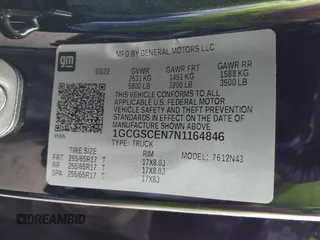 MFD BY GENERAL MOTORS LLC
gm
03/22
GVWR GAWR FRT GAWR RR
2631 KG 1451 KG 1588 KG
5800 LB 3200 LB 3500 LB
THIS VEHICLE CONFORMS TO ALL APPLICABLE
U.S. FEDERAL MOTOR VEHICLE
SAFETY AND THEFT PREVENTION STANDARDS
IN EFFECT ON THE DATE OF MANUFACTURE
SHOWN ABOVE.
1GCGSCEN7N1164846
TYPE: TRUCK
TIRE SIZE RIM MODEL: 7612N43
FRT 255/65R17 T 17X8.0J
RR 255/65R17 T 17X8.0J
SPA 255/65R17 T 17X8J
DREAMBID